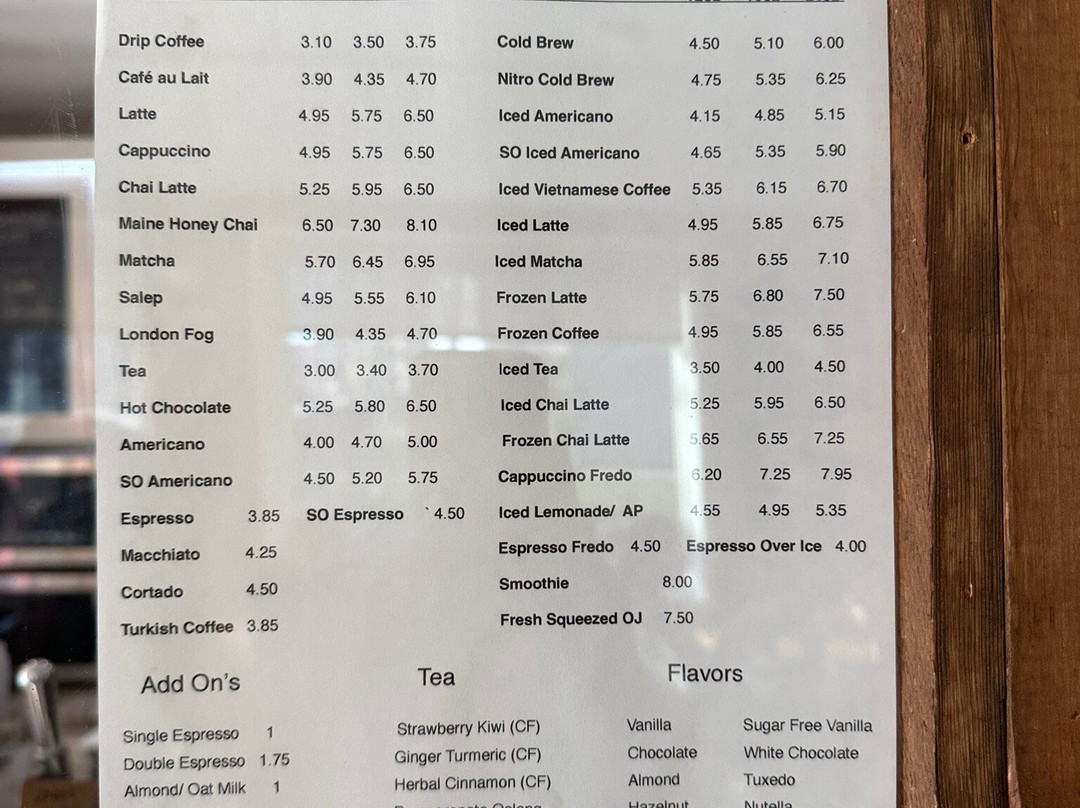 Drip Coffee 3.10 3.50 3.75
Café au Lait 3.90 4.35 4.70
Latte 4.95 5.75 6.50
Cappuccino 4.95 5.75 6.50
Chai Latte 5.25 5.95 6.50
Maine Honey Chai 6.50 7.30 8.10
Matcha 5.70 6.45 6.95
Salep 4.95 5.55 6.10
London Fog 3.90 4.35 4.70
Tea 3.00 3.40 3.70
Hot Chocolate 5.25 5.80 6.50
Americano 4.00 4.70 5.00
SO Americano 4.50 5.20 5.75
Espresso 3.85 SO Espresso ` 4.50
Macchiato 4.25
Cortado 4.50
Turkish Coffee 3.85
Cold Brew 4.50 5.10 6.00
Nitro Cold Brew 4.75 5.35 6.25
Iced Americano 4.15 4.85 5.15
SO Iced Americano 4.65 5.35 5.90
Iced Vietnamese Coffee 5.35 6.15 6.70
Iced Latte 4.95 5.85 6.75
Iced Matcha 5.85 6.55 7.10
Frozen Latte 5.75 6.80 7.50
Frozen Coffee 4.95 5.85 6.55
Iced Tea 3.50 4.00 4.50
Iced Chai Latte 5.25 5.95 6.50
Frozen Chai Latte 5.65 6.55 7.25
Cappuccino Fredo 6.20 7.25 7.95
Iced Lemonade/ AP 4.55 4.95 5.35
Espresso Fredo 4.50 Espresso Over Ice 4.00
Smoothie 8.00
Fresh Squeezed OJ 7.50
Add On's
Single Espresso 1
Double Espresso 1.75
Almond/ Oat Milk 1
Tea
Strawberry Kiwi (CF)
Ginger Turmeric (CF)
Herbal Cinnamon (CF)
Flavors
Vanilla Sugar Free Vanilla
Chocolate White Chocolate
Almond Tuxedo
Hazelnut Nutella